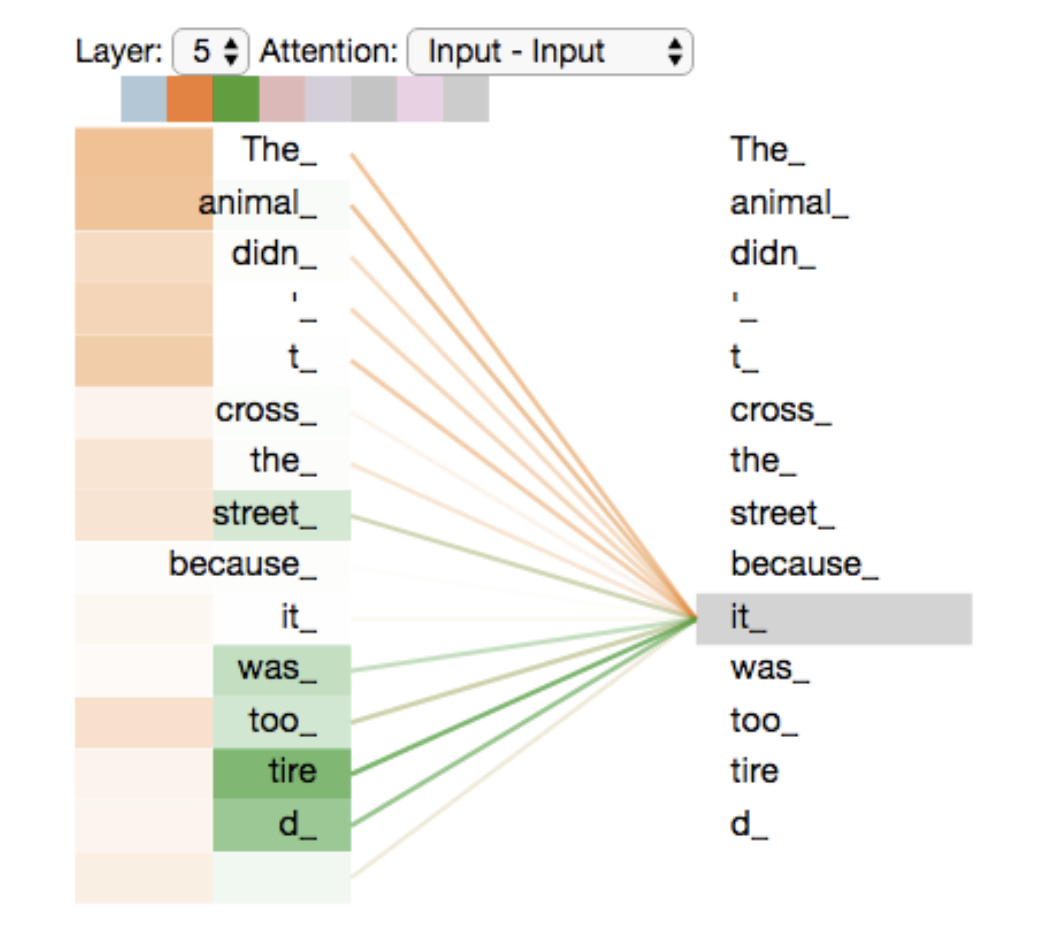 Layer: 5 Attention: Input - Input
The_ The_
animal_ animal_
didn_ didn_
'_ '_
t_ t_
cross_ cross_
the_ the_
street_ street_
because_ because_
it_ it_
was_ was_
too_ too_
tire tire
d_ d_